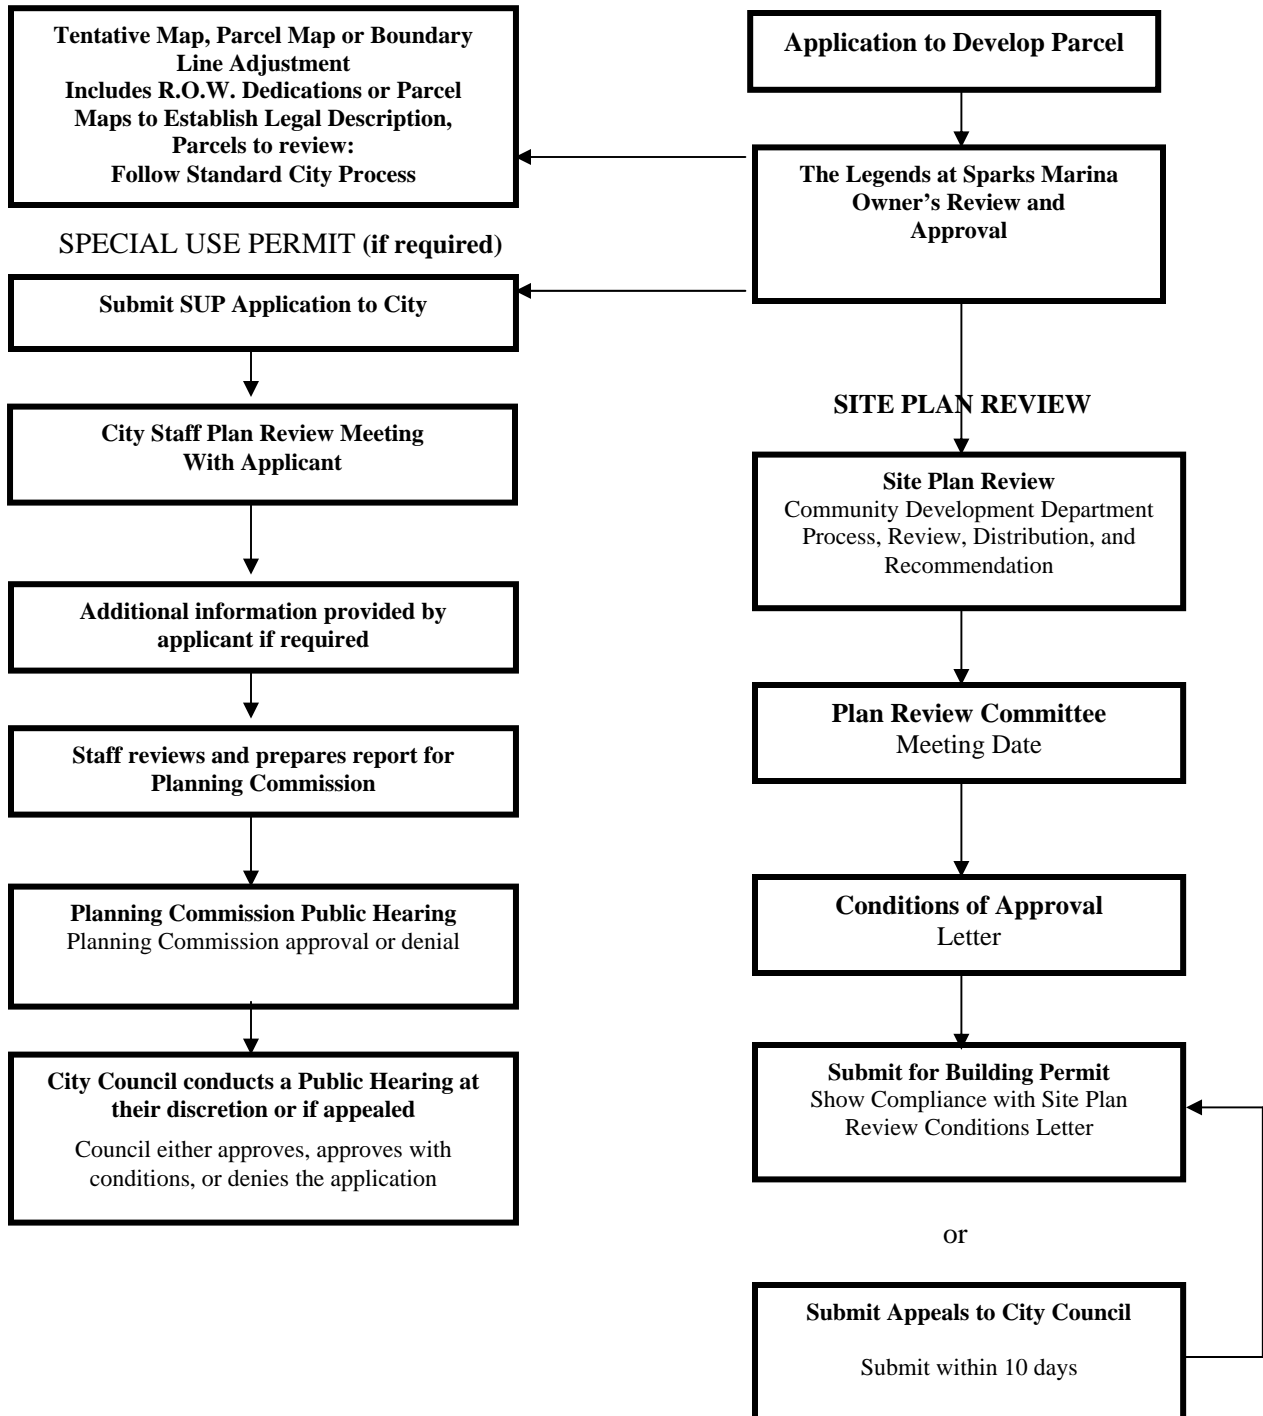 Tentative Map, Parcel Map or Boundary
Line Adjustment
Includes R.O.W. Dedications or Parcel
Maps to Establish Legal Description,
Parcels to review:
Follow Standard City Process
SPECIAL USE PERMIT (if required)
Submit SUP Application to City
City Staff Plan Review Meeting
With Applicant
Additional information provided by
applicant if required
Staff reviews and prepares report for
Planning Commission
Planning Commission Public Hearing
Planning Commission approval or denial
City Council conducts a Public Hearing at
their discretion or if appealed
Council either approves, approves with
conditions, or denies the application
Application to Develop Parcel
The Legends at Sparks Marina
Owner’s Review and
Approval
SITE PLAN REVIEW
Site Plan Review
Community Development Department
Process, Review, Distribution, and
Recommendation
Plan Review Committee
Meeting Date
Conditions of Approval
Letter
Submit for Building Permit
Show Compliance with Site Plan
Review Conditions Letter
or
Submit Appeals to City Council
Submit within 10 days